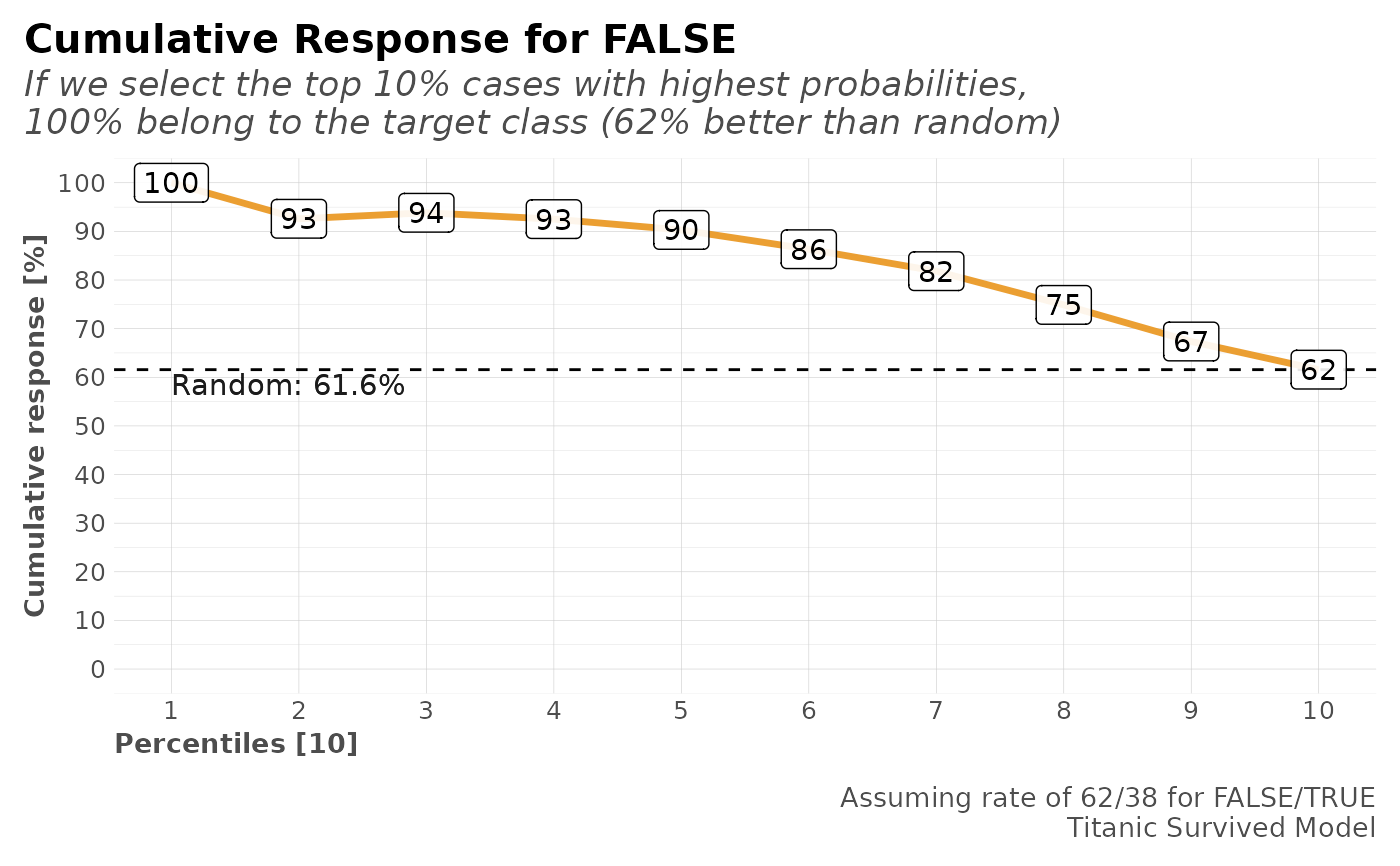 Cumulative Response for FALSE
If we select the top 10% cases with highest probabilities,
100% belong to the target class (62% better than random)
Cumulative response [%]
100
90
80
70
60
50
40
30
20
10
0
100
93
94
93
90
86
82
75
67
62
Random: 61.6%
1 2 3 4 5 6 7 8 9 10
Percentiles [10]
Assuming rate of 62/38 for FALSE/TRUE
Titanic Survived Model